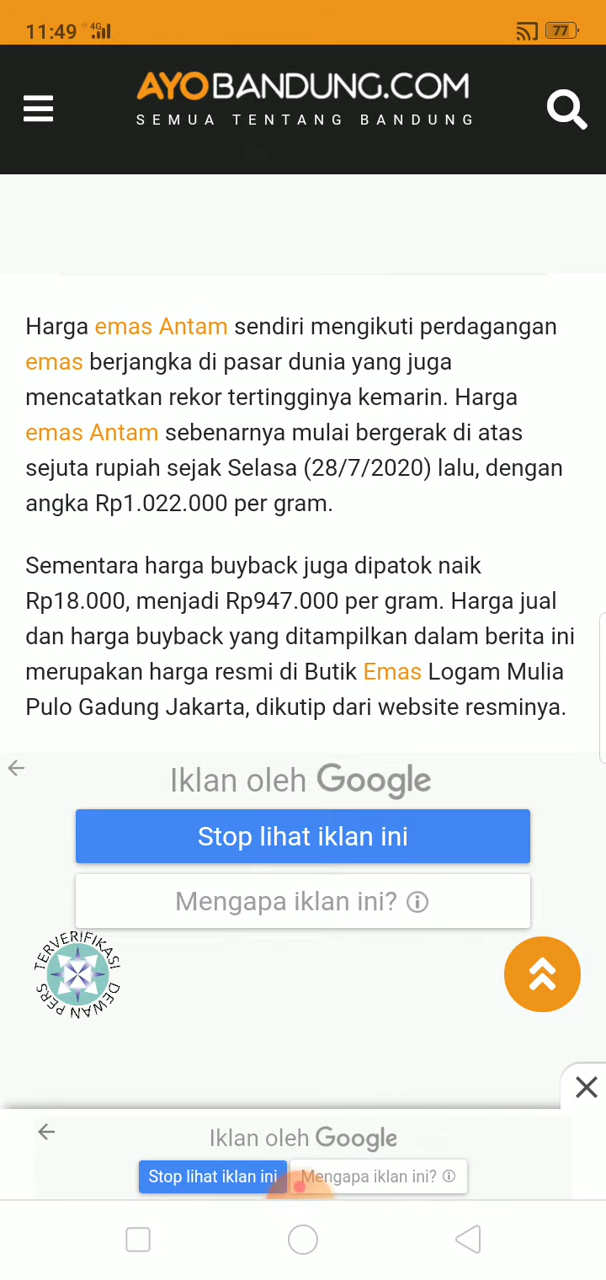 11:49 4G 77
AYOBANDUNG.COM
SEMUA TENTANG BANDUNG
Harga emas Antam sendiri mengikuti perdagangan
emas berjangka di pasar dunia yang juga
mencatatkan rekor tertingginya kemarin. Harga
emas Antam sebenarnya mulai bergerak di atas
sejuta rupiah sejak Selasa (28/7/2020) lalu, dengan
angka Rp1.022.000 per gram.
Sementara harga buyback juga dipatok naik
Rp18.000, menjadi Rp947.000 per gram. Harga jual
dan harga buyback yang ditampilkan dalam berita ini
merupakan harga resmi di Butik Emas Logam Mulia
Pulo Gadung Jakarta, dikutip dari website resminya.
Iklan oleh Google
Stop lihat iklan ini
Mengapa iklan ini?
TERVERIFIKASI
DEWAN PERS
Iklan oleh Google
Stop lihat iklan ini Mengapa iklan ini?